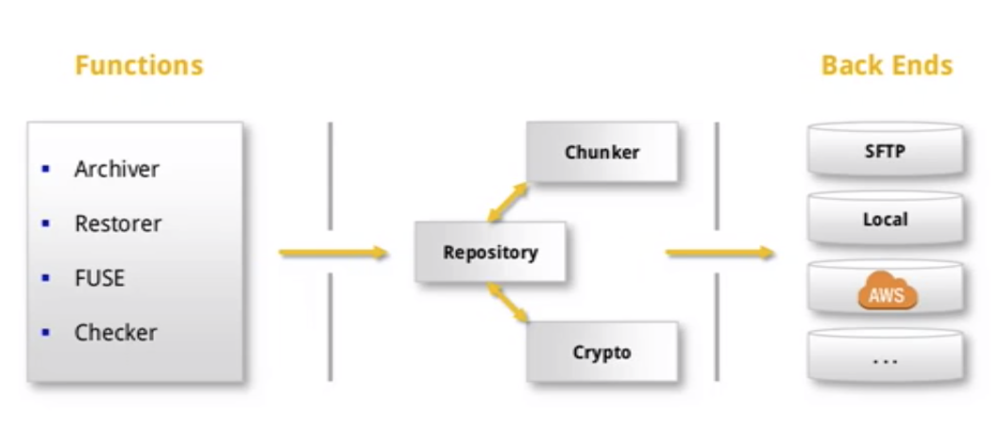 Functions
Archiver
Restorer
FUSE
Checker
Chunker
Repository
Crypto
Back Ends
SFTP
Local
AWS
...